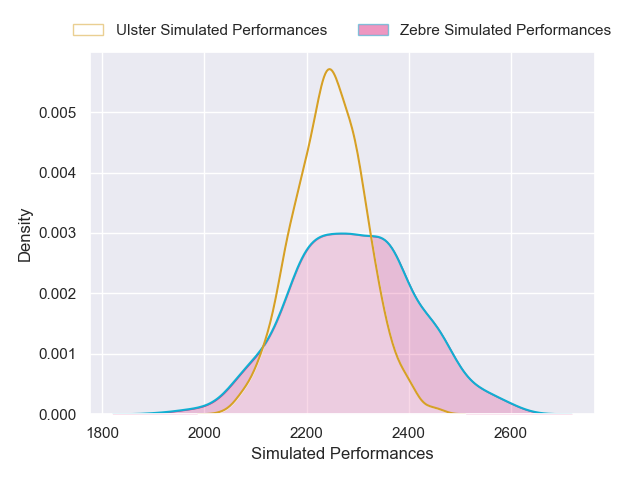 Ulster Simulated Performances
Zebre Simulated Performances
0.005
0.004
0.003
0.002
0.001
0.000
Density
1800
2000
2200
2400
2600
Simulated Performances